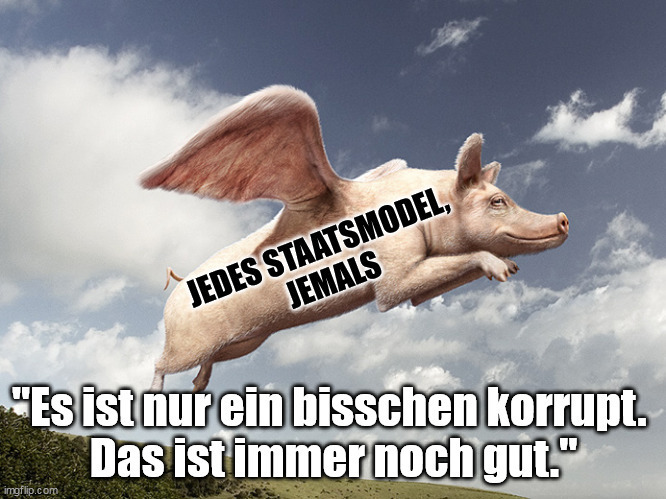 JEDES STAATSMODEL,
JEMALS
"Es ist nur ein bisschen korrupt.
Das ist immer noch gut."
imgflip.com